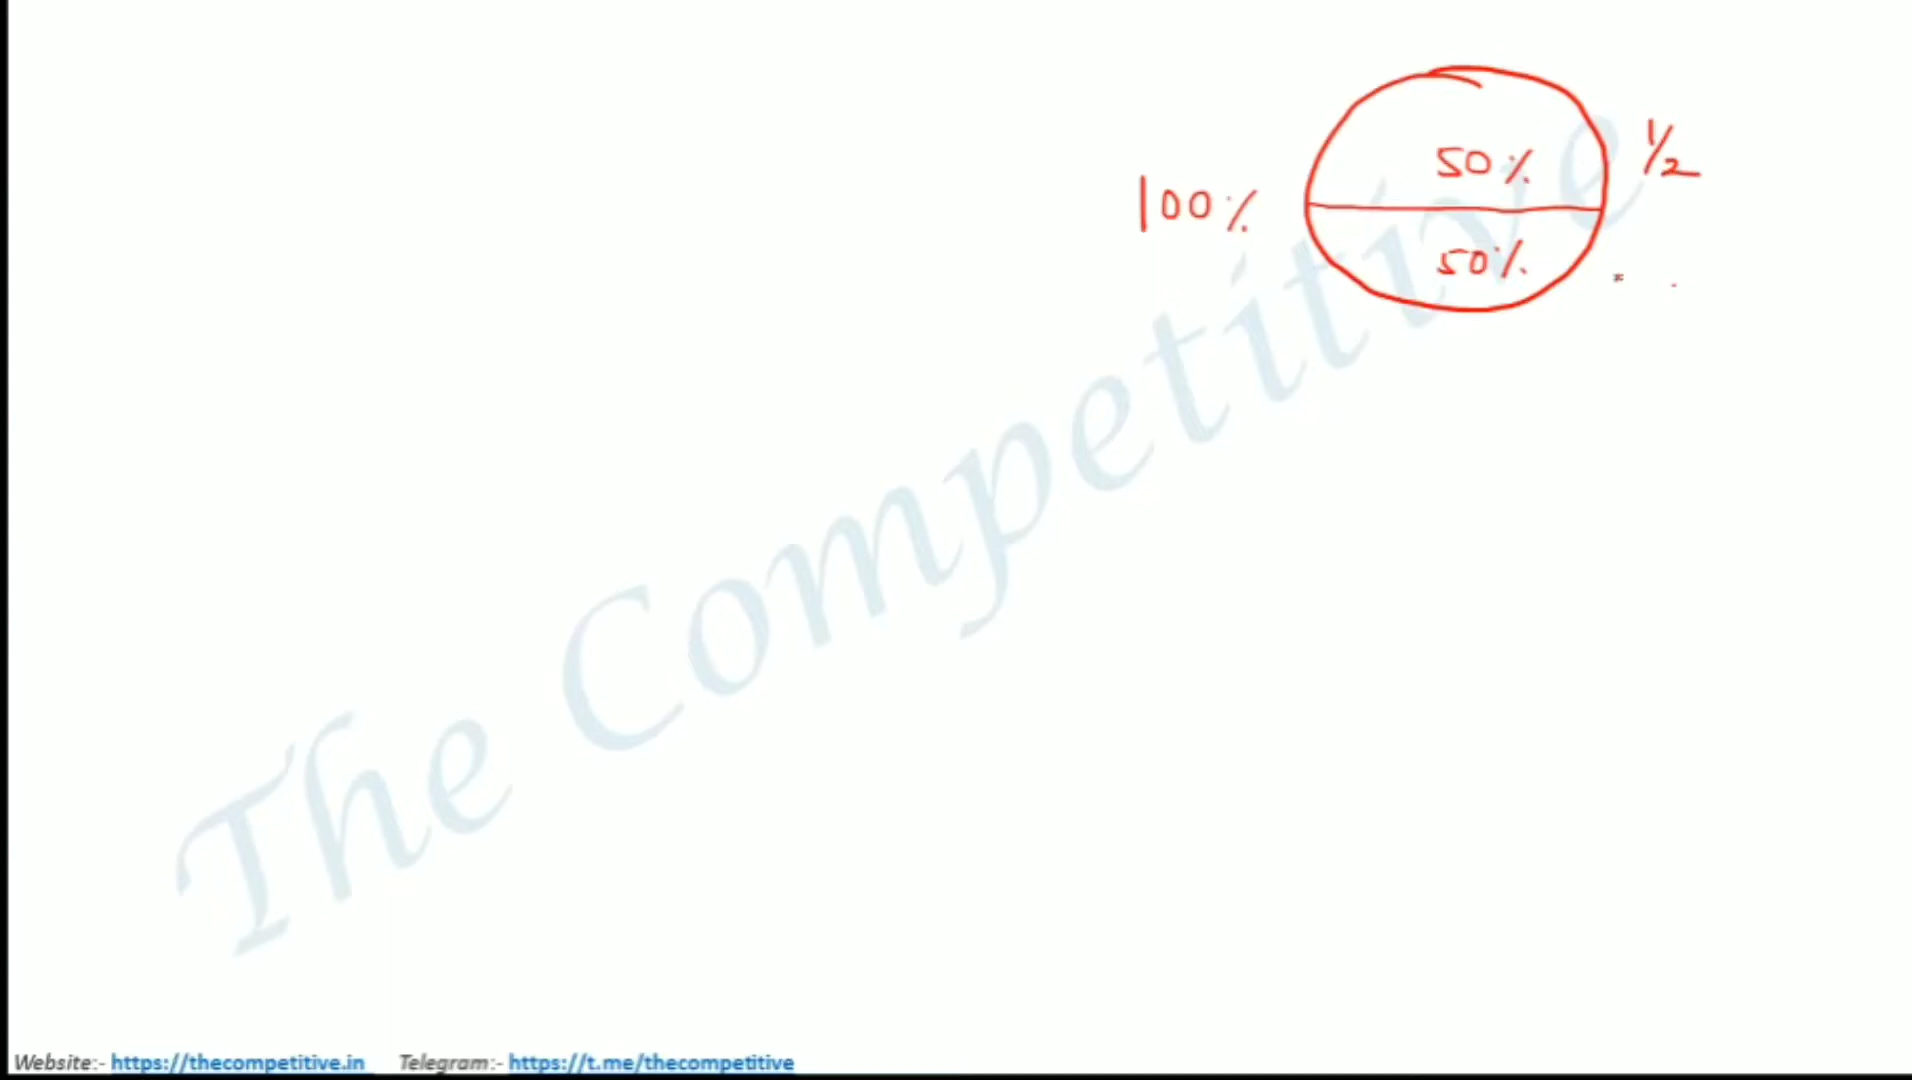 50%
1/2
100%
50%
The Competitive
Website:- https://thecompetitive.in Telegram:- https://t.me/thecompetitive